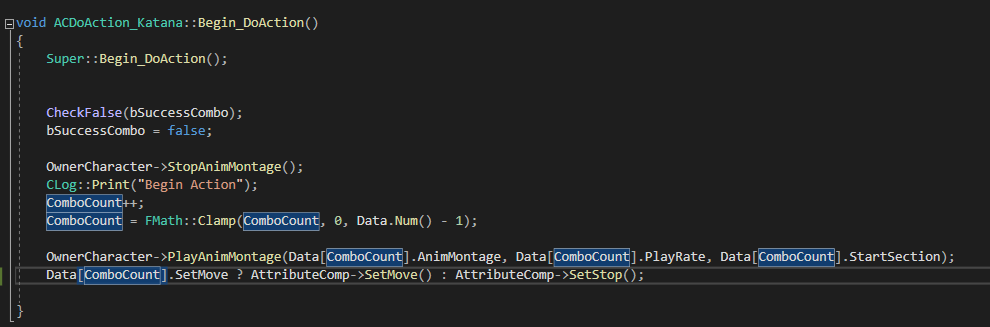 void ACDoAction_Katana::Begin_DoAction()
{
Super::Begin_DoAction();
CheckFalse(bSuccessCombo);
bSuccessCombo = false;
OwnerCharacter->StopAnimMontage();
CLog::Print("Begin Action");
ComboCount++;
ComboCount = FMath::Clamp(ComboCount, 0, Data.Num() - 1);
OwnerCharacter->PlayAnimMontage(Data[ComboCount].AnimMontage, Data[ComboCount].PlayRate, Data[ComboCount].StartSection);
Data[ComboCount].SetMove ? AttributeComp->SetMove() : AttributeComp->SetStop();
}